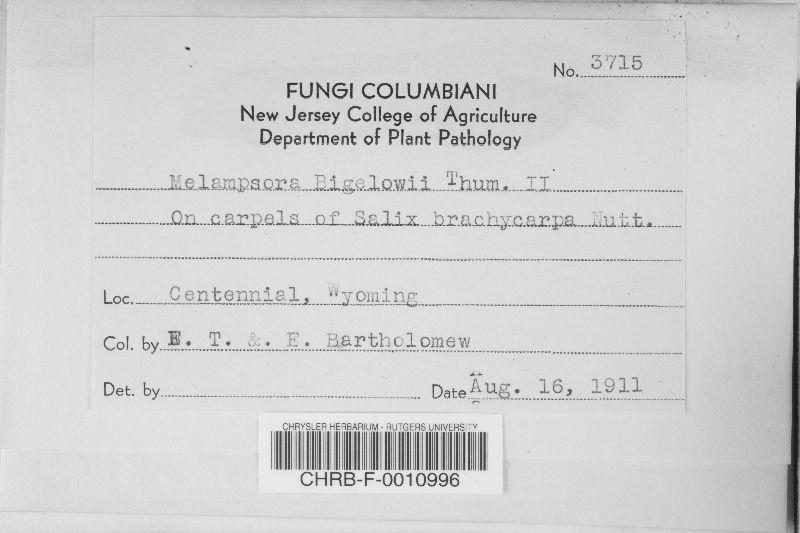 No. 3715
FUNGI COLUMBIANI
New Jersey College of Agriculture
Department of Plant Pathology
Melampsora Bigelowii Thum. II
On carpels of Salix brachycarpa Nutt.
Loc. Centennial, Wyoming
Col. by E. T. &. E. Bartholomew
Det. by
Date Aug. 16, 1911
CHRYSLER HERBARIUM - RUTGERS UNIVERSITY
CHRB-F-0010996